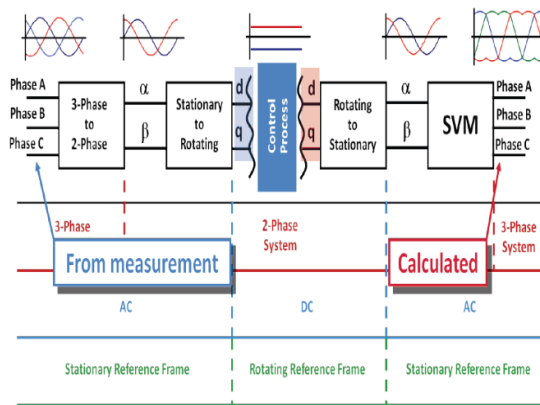 Phase A
Phase B
Phase C
3-Phase
to
2-Phase
α
β
Stationary
to
Rotating
d
q
Control
Process
d
q
Rotating
to
Stationary
α
β
SVM
Phase A
Phase B
Phase C
3-Phase
2-Phase
System
3-Phase
System
From measurement
Calculated
AC
DC
AC
Stationary Reference Frame
Rotating Reference Frame
Stationary Reference Frame